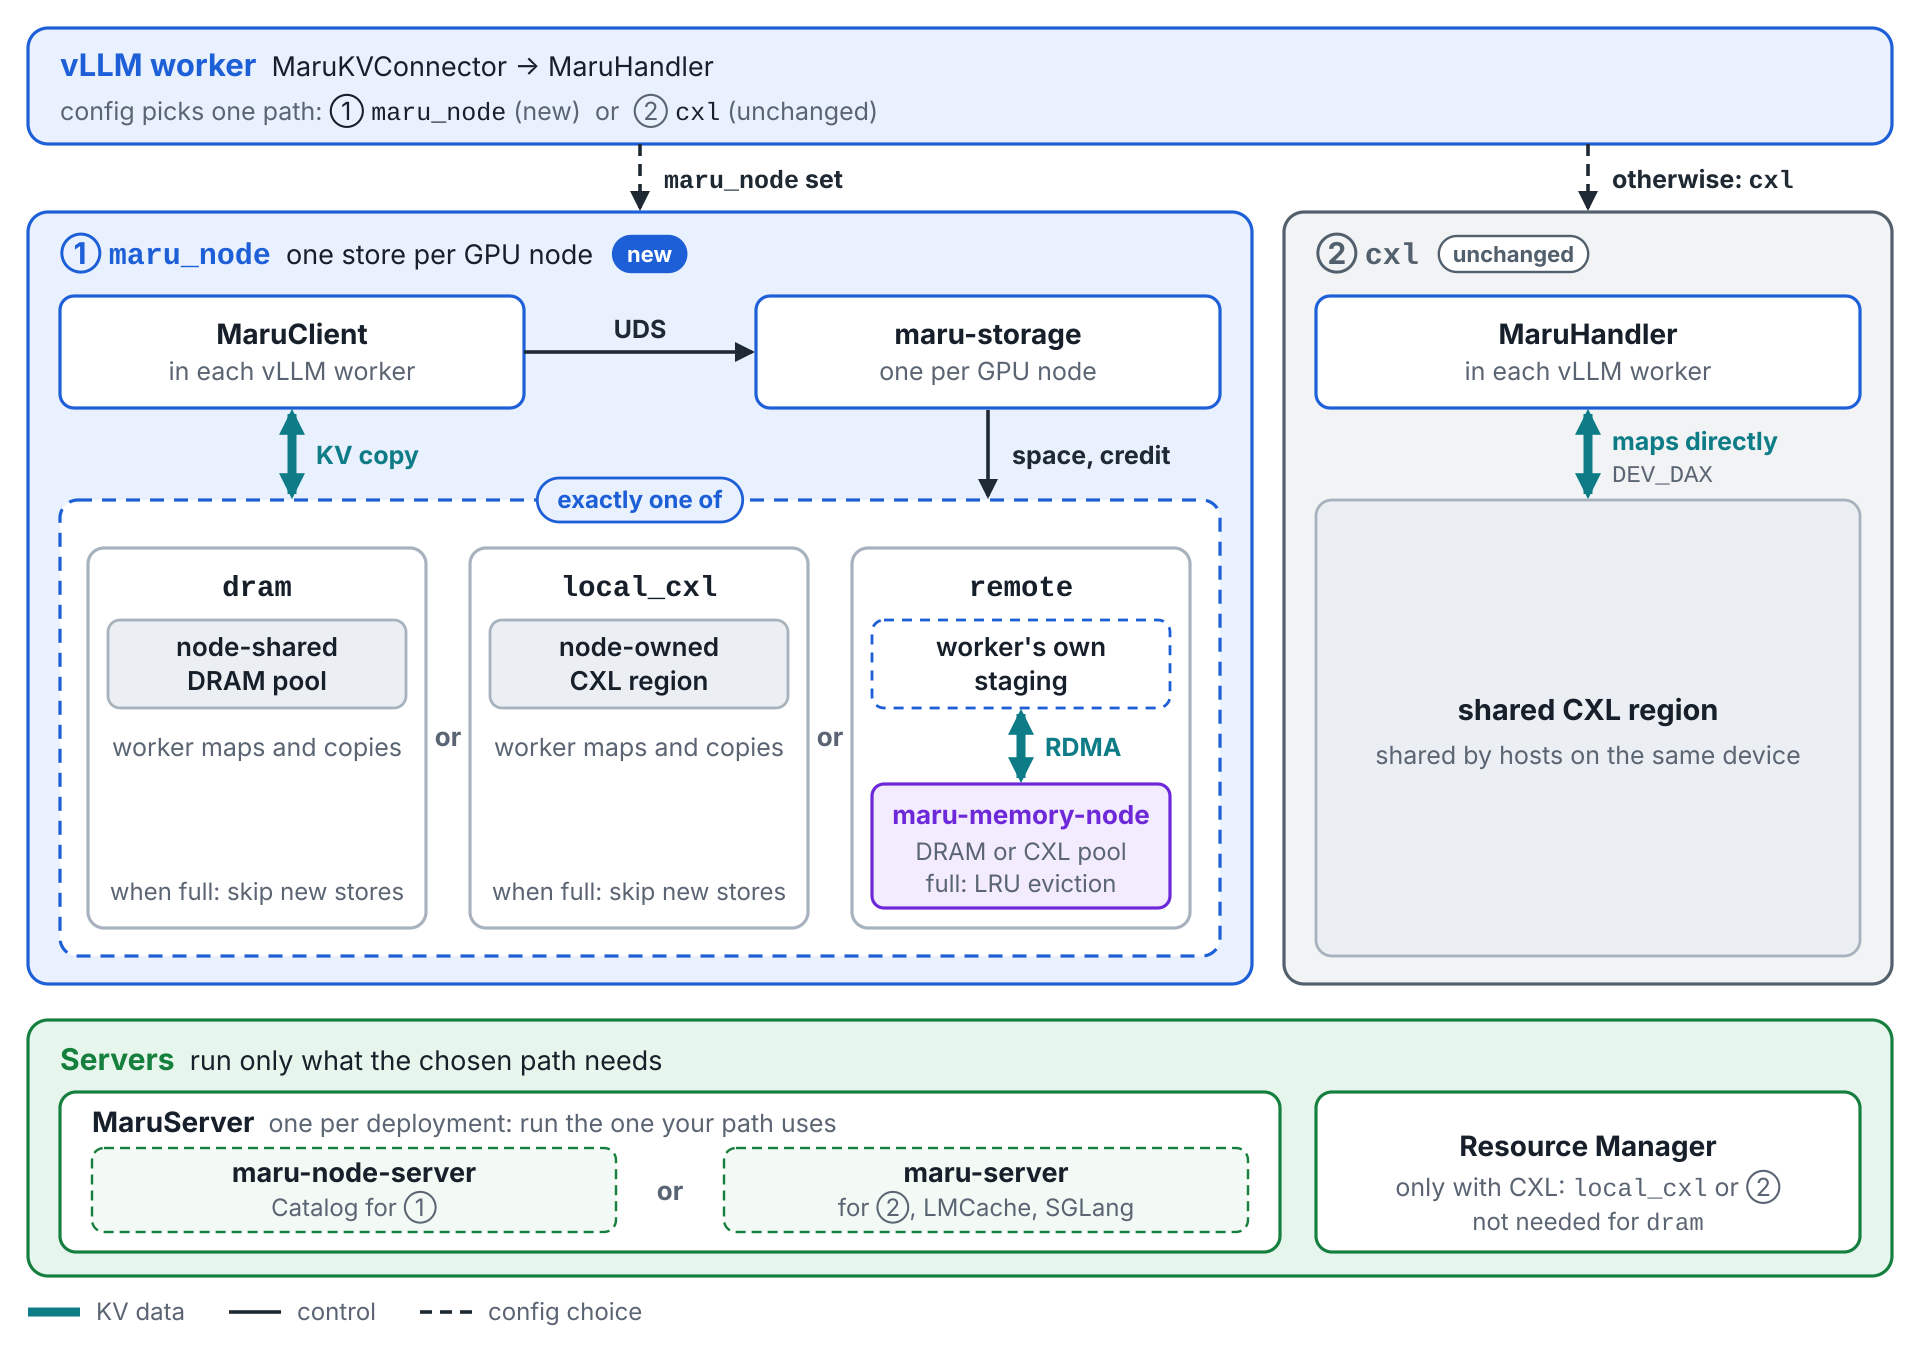 vLLM worker MaruKVConnector → MaruHandler
config picks one path: ① maru_node (new) or ② cxl (unchanged)
maru_node set
otherwise: cxl
① maru_node one store per GPU node new
② cxl unchanged
MaruClient
in each vLLM worker
UDS
maru-storage
one per GPU node
MaruHandler
in each vLLM worker
KV copy
space, credit
maps directly
DEV_DAX
exactly one of
dram
node-shared
DRAM pool
worker maps and copies
when full: skip new stores
or
local_cxl
node-owned
CXL region
worker maps and copies
when full: skip new stores
or
remote
worker's own
staging
RDMA
maru-memory-node
DRAM or CXL pool
full: LRU eviction
shared CXL region
shared by hosts on the same device
Servers run only what the chosen path needs
MaruServer one per deployment: run the one your path uses
maru-node-server
Catalog for ①
or
maru-server
for ②, LMCache, SGLang
Resource Manager
only with CXL: local_cxl or ②
not needed for dram
KV data
control
config choice